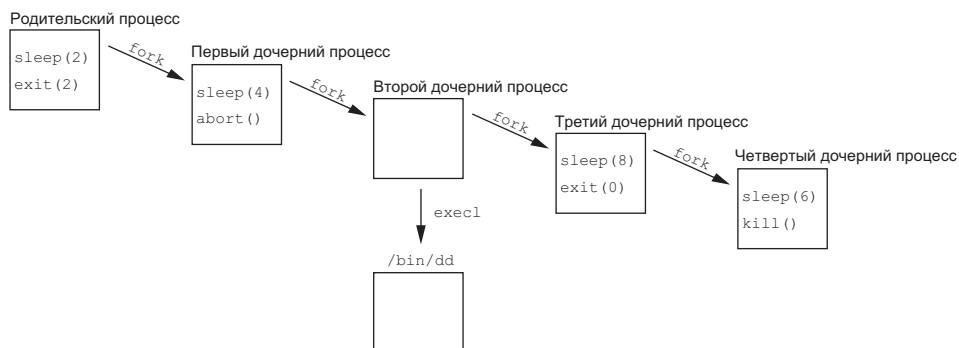 Родительский процесс
sleep(2)
exit(2)
fork
Первый дочерний процесс
sleep(4)
abort()
fork
Второй дочерний процесс
fork
Третий дочерний процесс
sleep(8)
exit(0)
fork
Четвертый дочерний процесс
sleep(6)
kill()
execl
/bin/dd